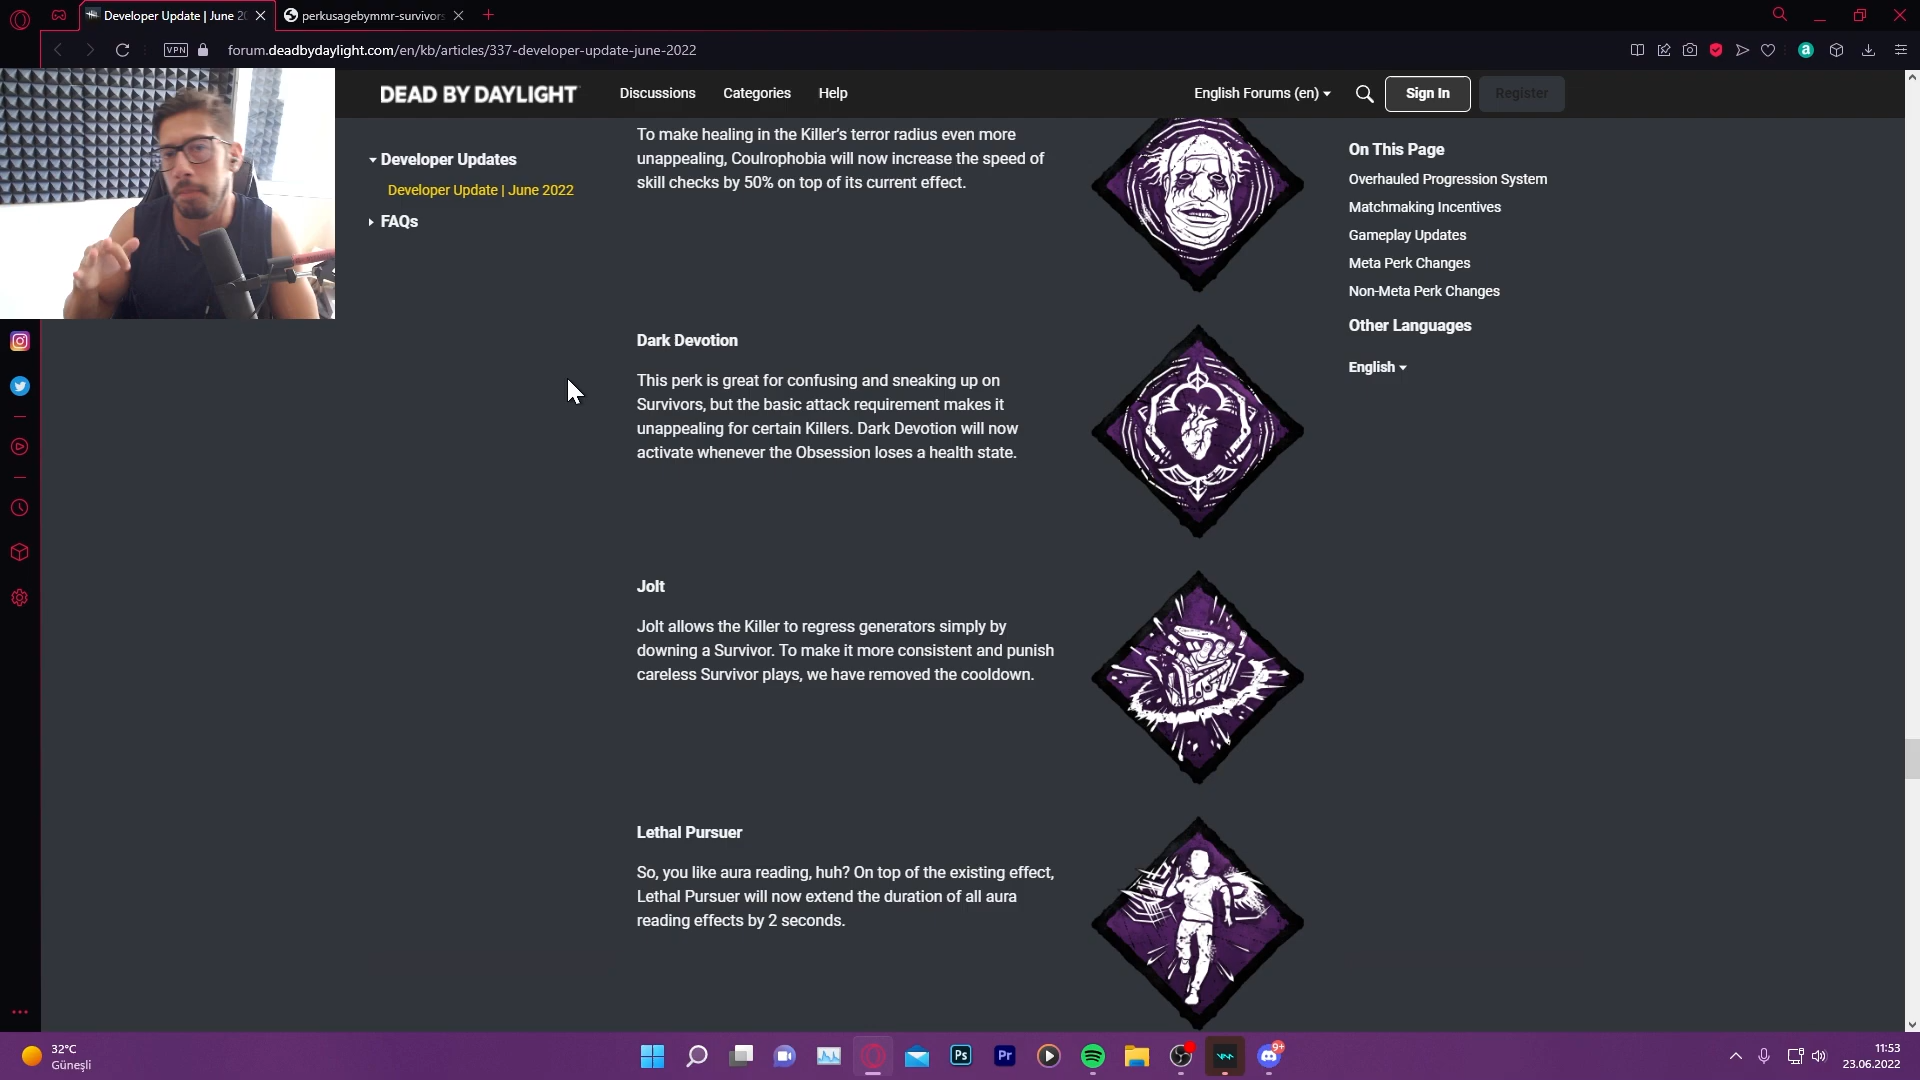 Developer Update | June 20
perkusagebymmr-survivors
VPN
forum.deadbydaylight.com/en/kb/articles/337-developer-update-june-2022
DEAD BY DAYLIGHT
Discussions
Categories
Help
English Forums (en)
Sign In
Register
Developer Updates
Developer Update | June 2022
FAQs
To make healing in the Killer’s terror radius even more
unappealing, Coulrophobia will now increase the speed of
skill checks by 50% on top of its current effect.
Dark Devotion
This perk is great for confusing and sneaking up on
Survivors, but the basic attack requirement makes it
unappealing for certain Killers. Dark Devotion will now
activate whenever the Obsession loses a health state.
Jolt
Jolt allows the Killer to regress generators simply by
downing a Survivor. To make it more consistent and punish
careless Survivor plays, we have removed the cooldown.
Lethal Pursuer
So, you like aura reading, huh? On top of the existing effect,
Lethal Pursuer will now extend the duration of all aura
reading effects by 2 seconds.
On This Page
Overhauled Progression System
Matchmaking Incentives
Gameplay Updates
Meta Perk Changes
Non-Meta Perk Changes
Other Languages
English
32°C
Güneşli
Ps
Pr
9+
11:53
23.06.2022